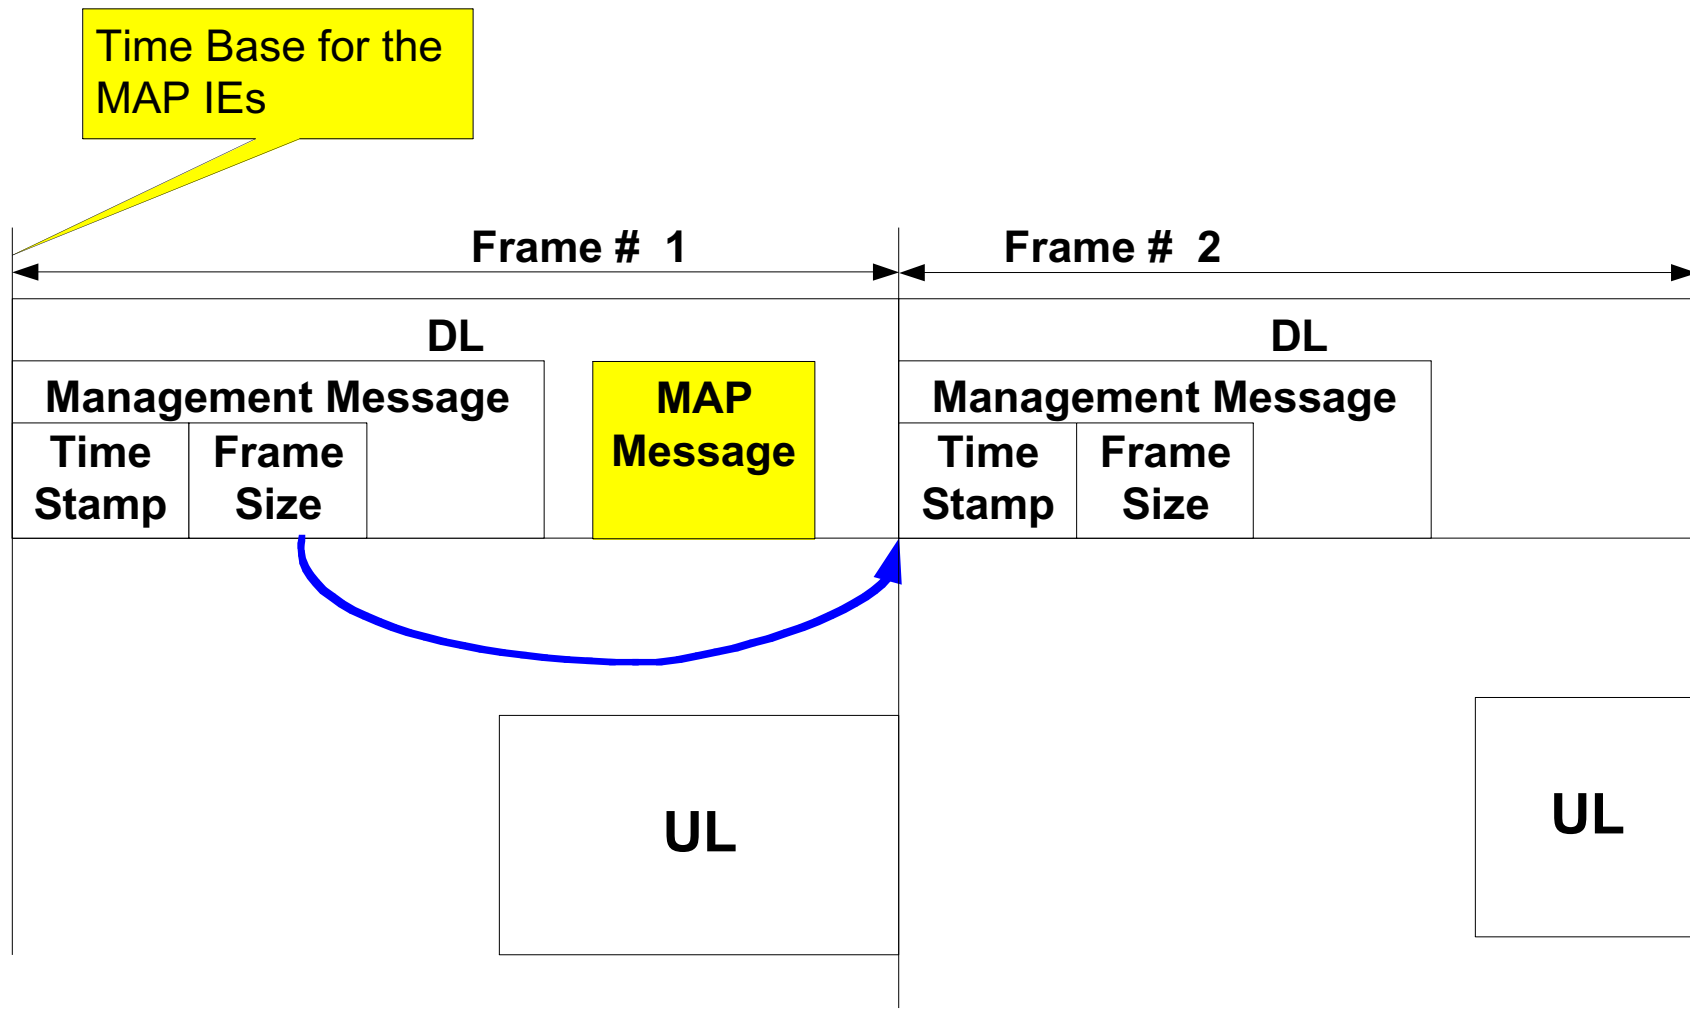 Time Base for the
MAP IEs
Frame # 1
Frame # 2
DL
DL
Management Message
MAP
Message
Management Message
Time
Stamp
Frame
Size
Time
Stamp
Frame
Size
UL
UL